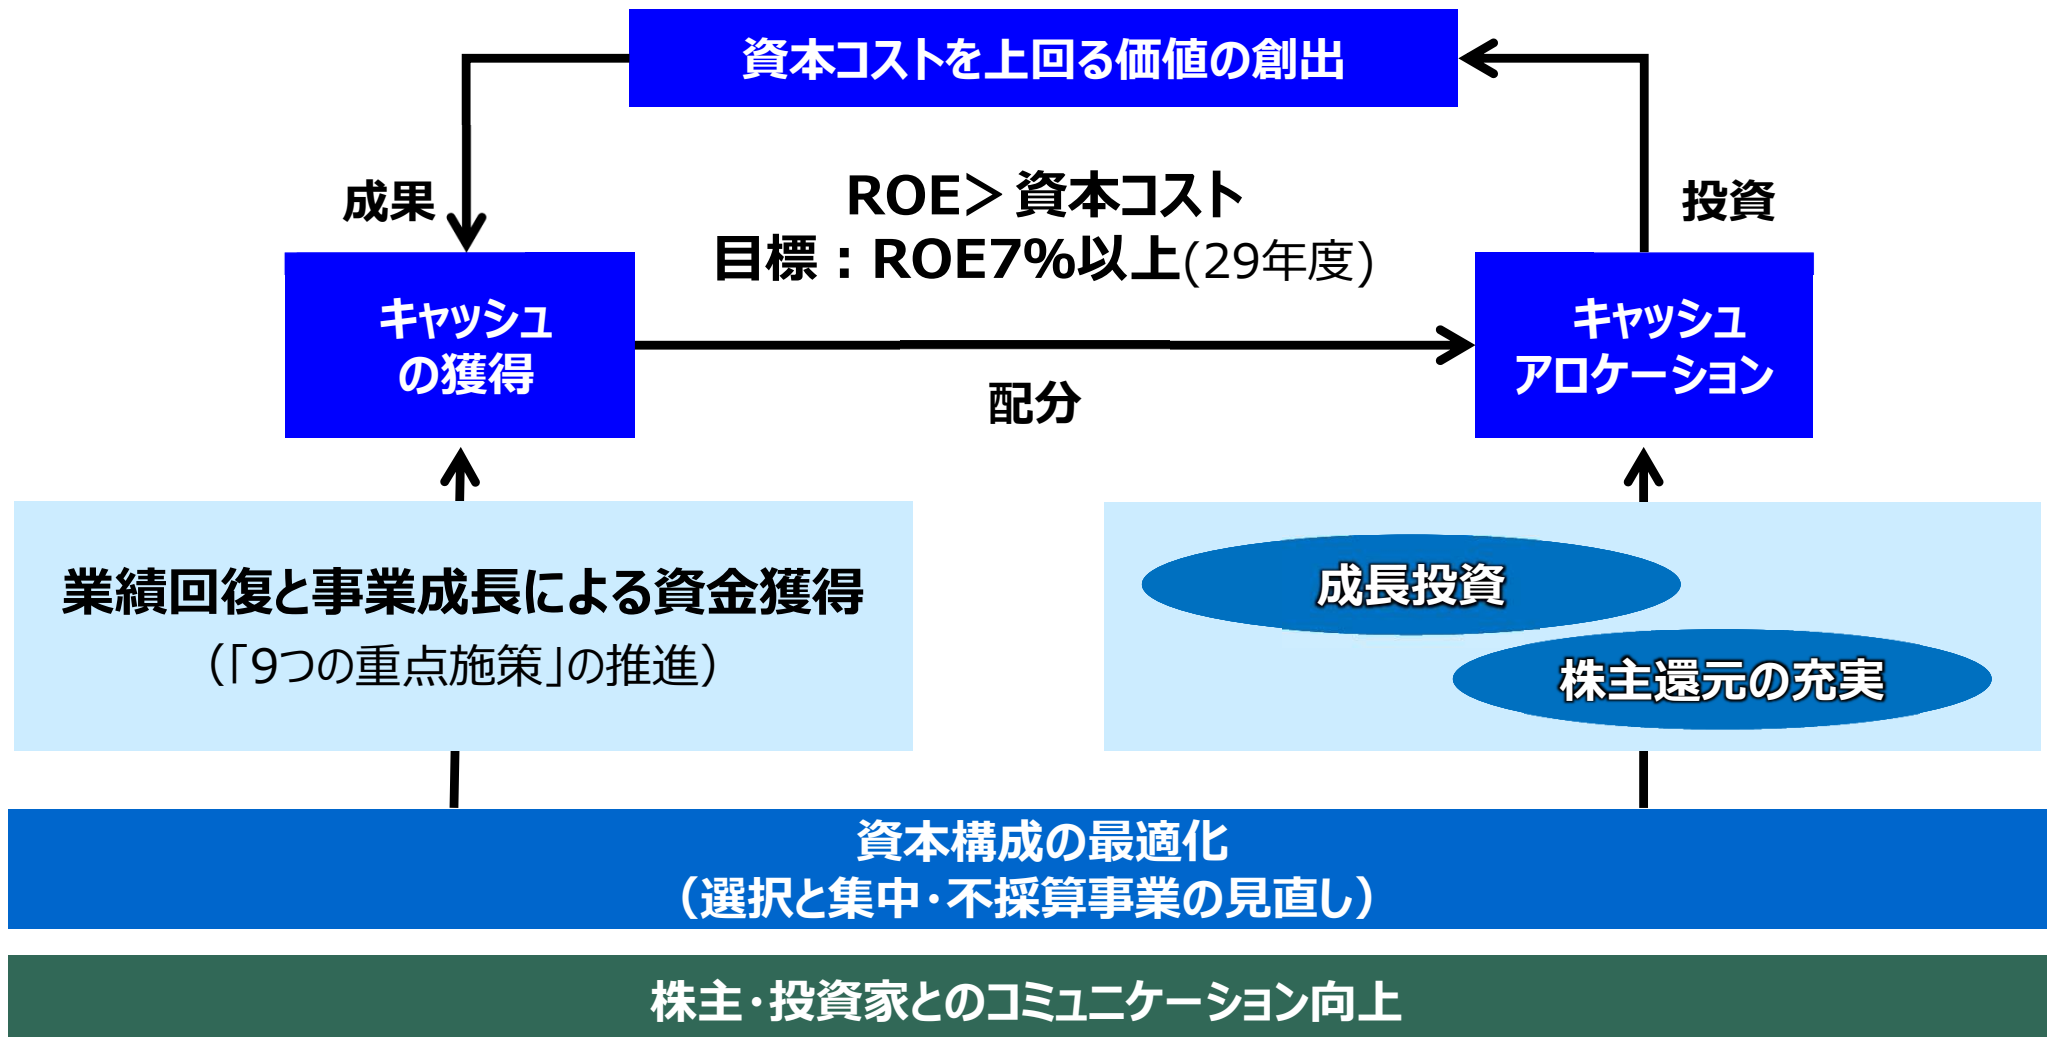 資本コストを上回る価値の創出
成果
ROE＞資本コスト
投資
目標：ROE7%以上(29年度)
キャッシュ
の獲得
キャッシュ
アロケーション
配分
業績回復と事業成長による資金獲得
（「9つの重点施策」の推進）
成長投資
株主還元の充実
資本構成の最適化
（選択と集中・不採算事業の見直し）
株主・投資家とのコミュニケーション向上